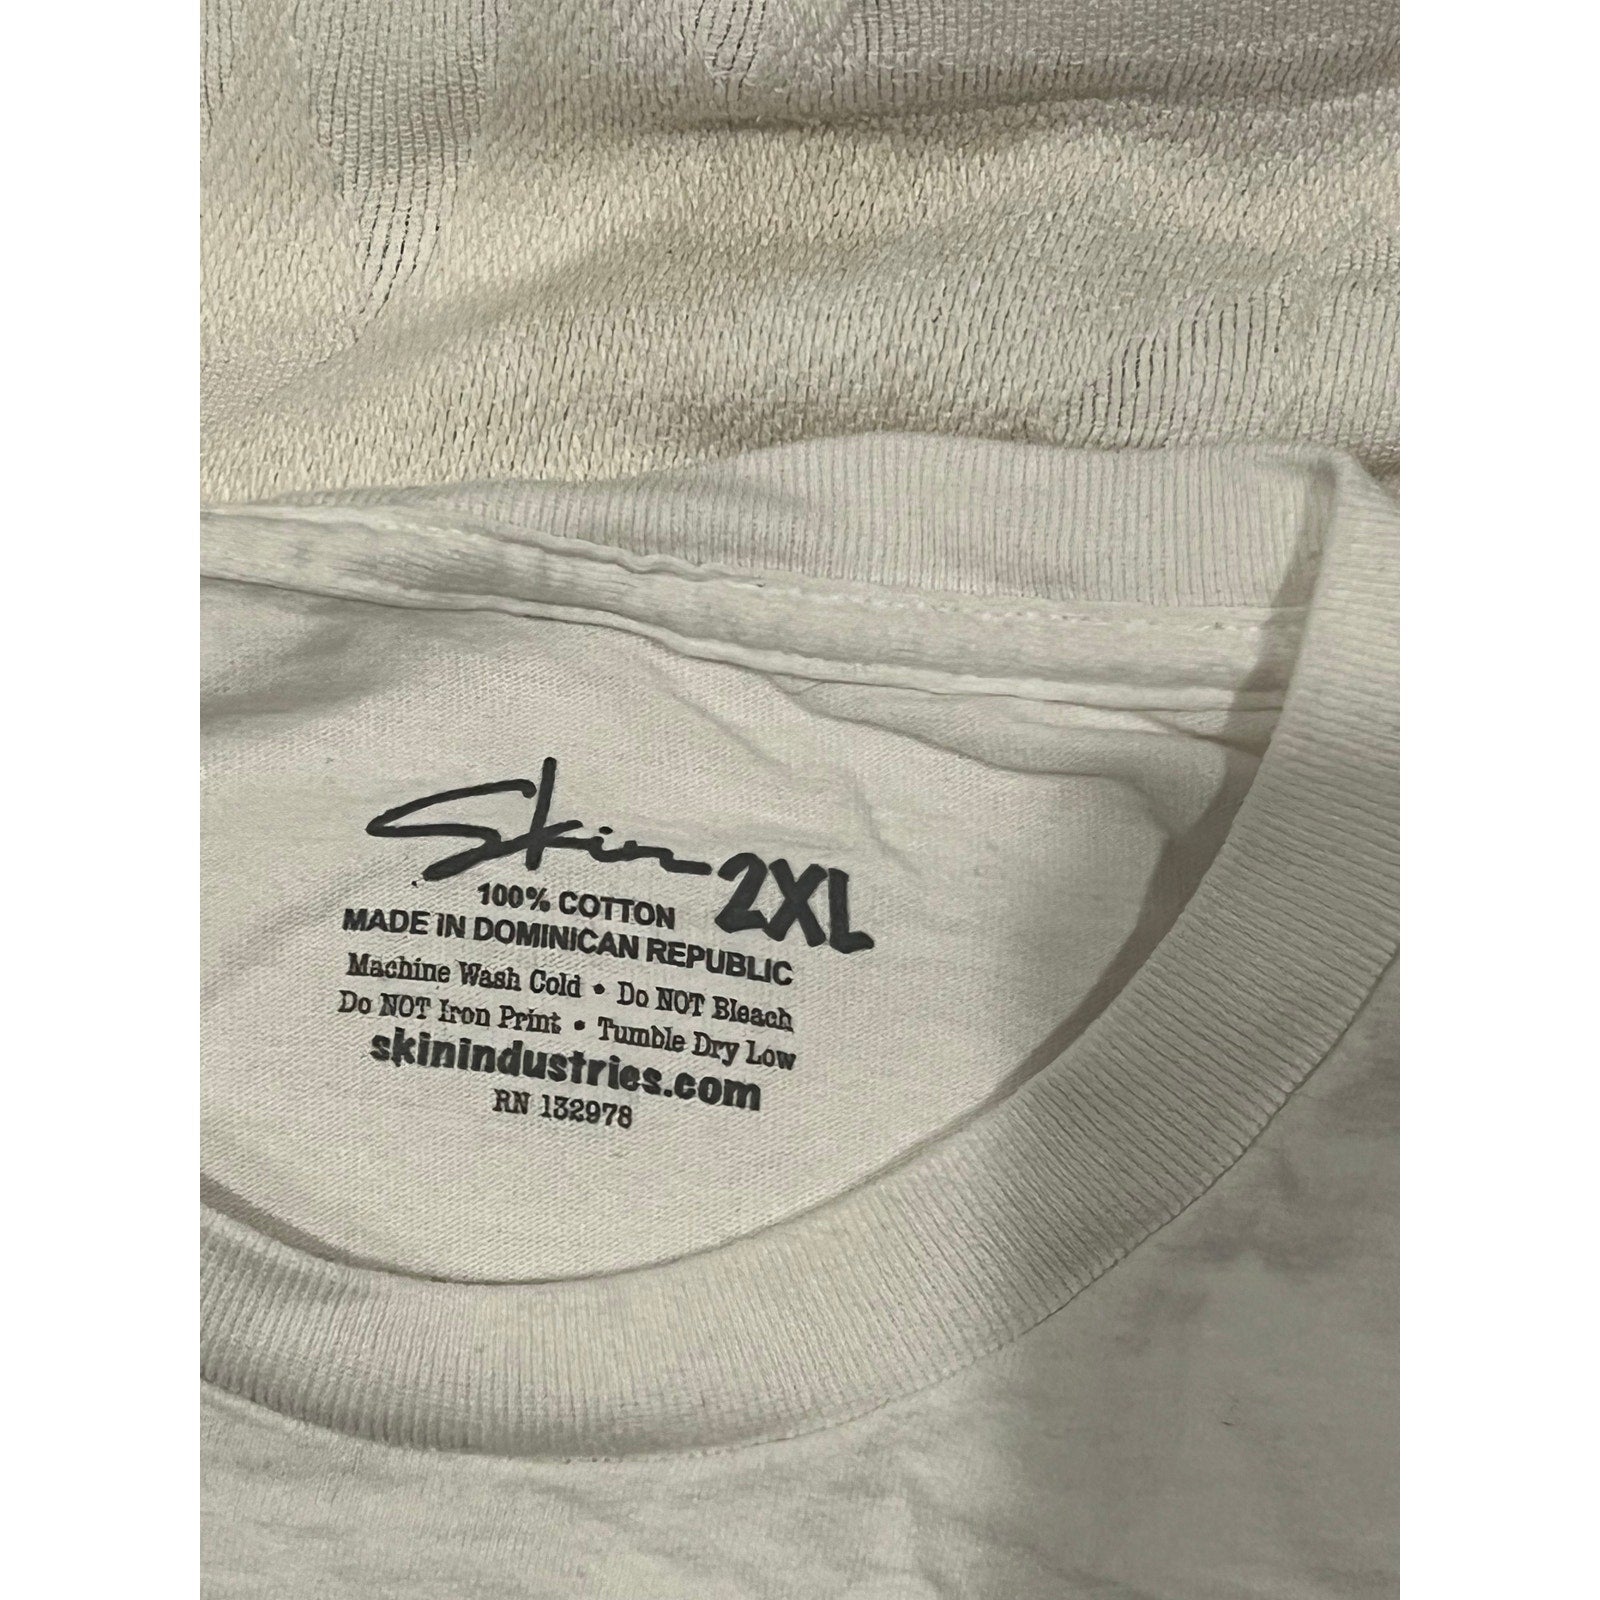 Skin 2XL
100% COTTON
MADE IN DOMINICAN REPUBLIC
Machine Wash Cold • Do NOT Bleach
Do NOT Iron Print • Tumble Dry Low
skinindustries.com
RN 132978